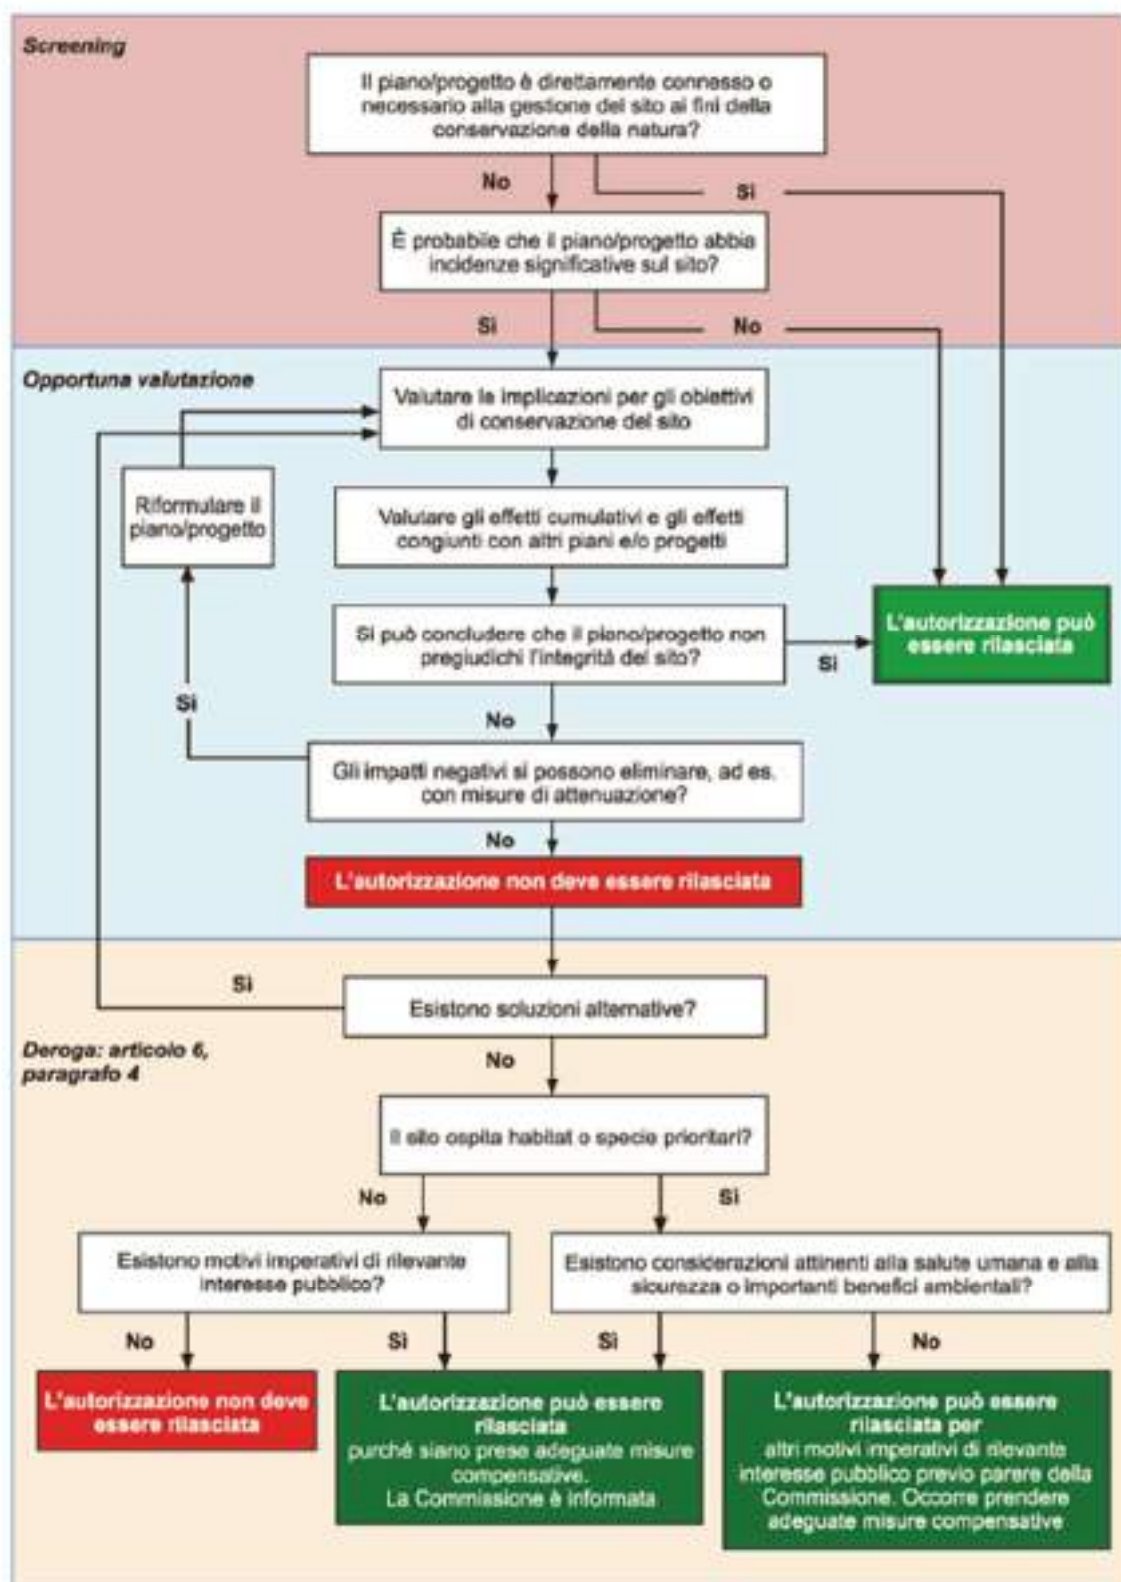 Screening
Il piano/progetto è direttamente connesso o
necessario alla gestione del sito ai fini della
conservazione della natura?
No
Sì
È probabile che il piano/progetto abbia
incidenze significative sul sito?
Sì
No
Opportuna valutazione
Valutare le implicazioni per gli obiettivi
di conservazione del sito
Riformulare il
piano/progetto
Valutare gli effetti cumulativi e gli effetti
congiunti con altri piani e/o progetti
L'autorizzazione può
essere rilasciata
Si può concludere che il piano/progetto non
pregiudichi l'integrità del sito?
Sì
Sì
No
Gli impatti negativi si possono eliminare, ad es.
con misure di attenuazione?
No
L'autorizzazione non deve essere rilasciata
Sì
Esistono soluzioni alternative?
Deroga: articolo 6,
paragrafo 4
No
Il sito ospita habitat o specie prioritari?
No
Sì
Esistono motivi imperativi di rilevante
interesse pubblico?
Esistono considerazioni attinenti alla salute umana e alla
sicurezza o importanti benefici ambientali?
No
Sì
Sì
No
L'autorizzazione non deve
essere rilasciata
L'autorizzazione può essere
rilasciata
purché siano prese adeguate misure
compensative.
La Commissione è informata
L'autorizzazione può essere
rilasciata per
altri motivi imperativi di rilevante
interesse pubblico previo parere della
Commissione. Occorre prendere
adeguate misure compensative